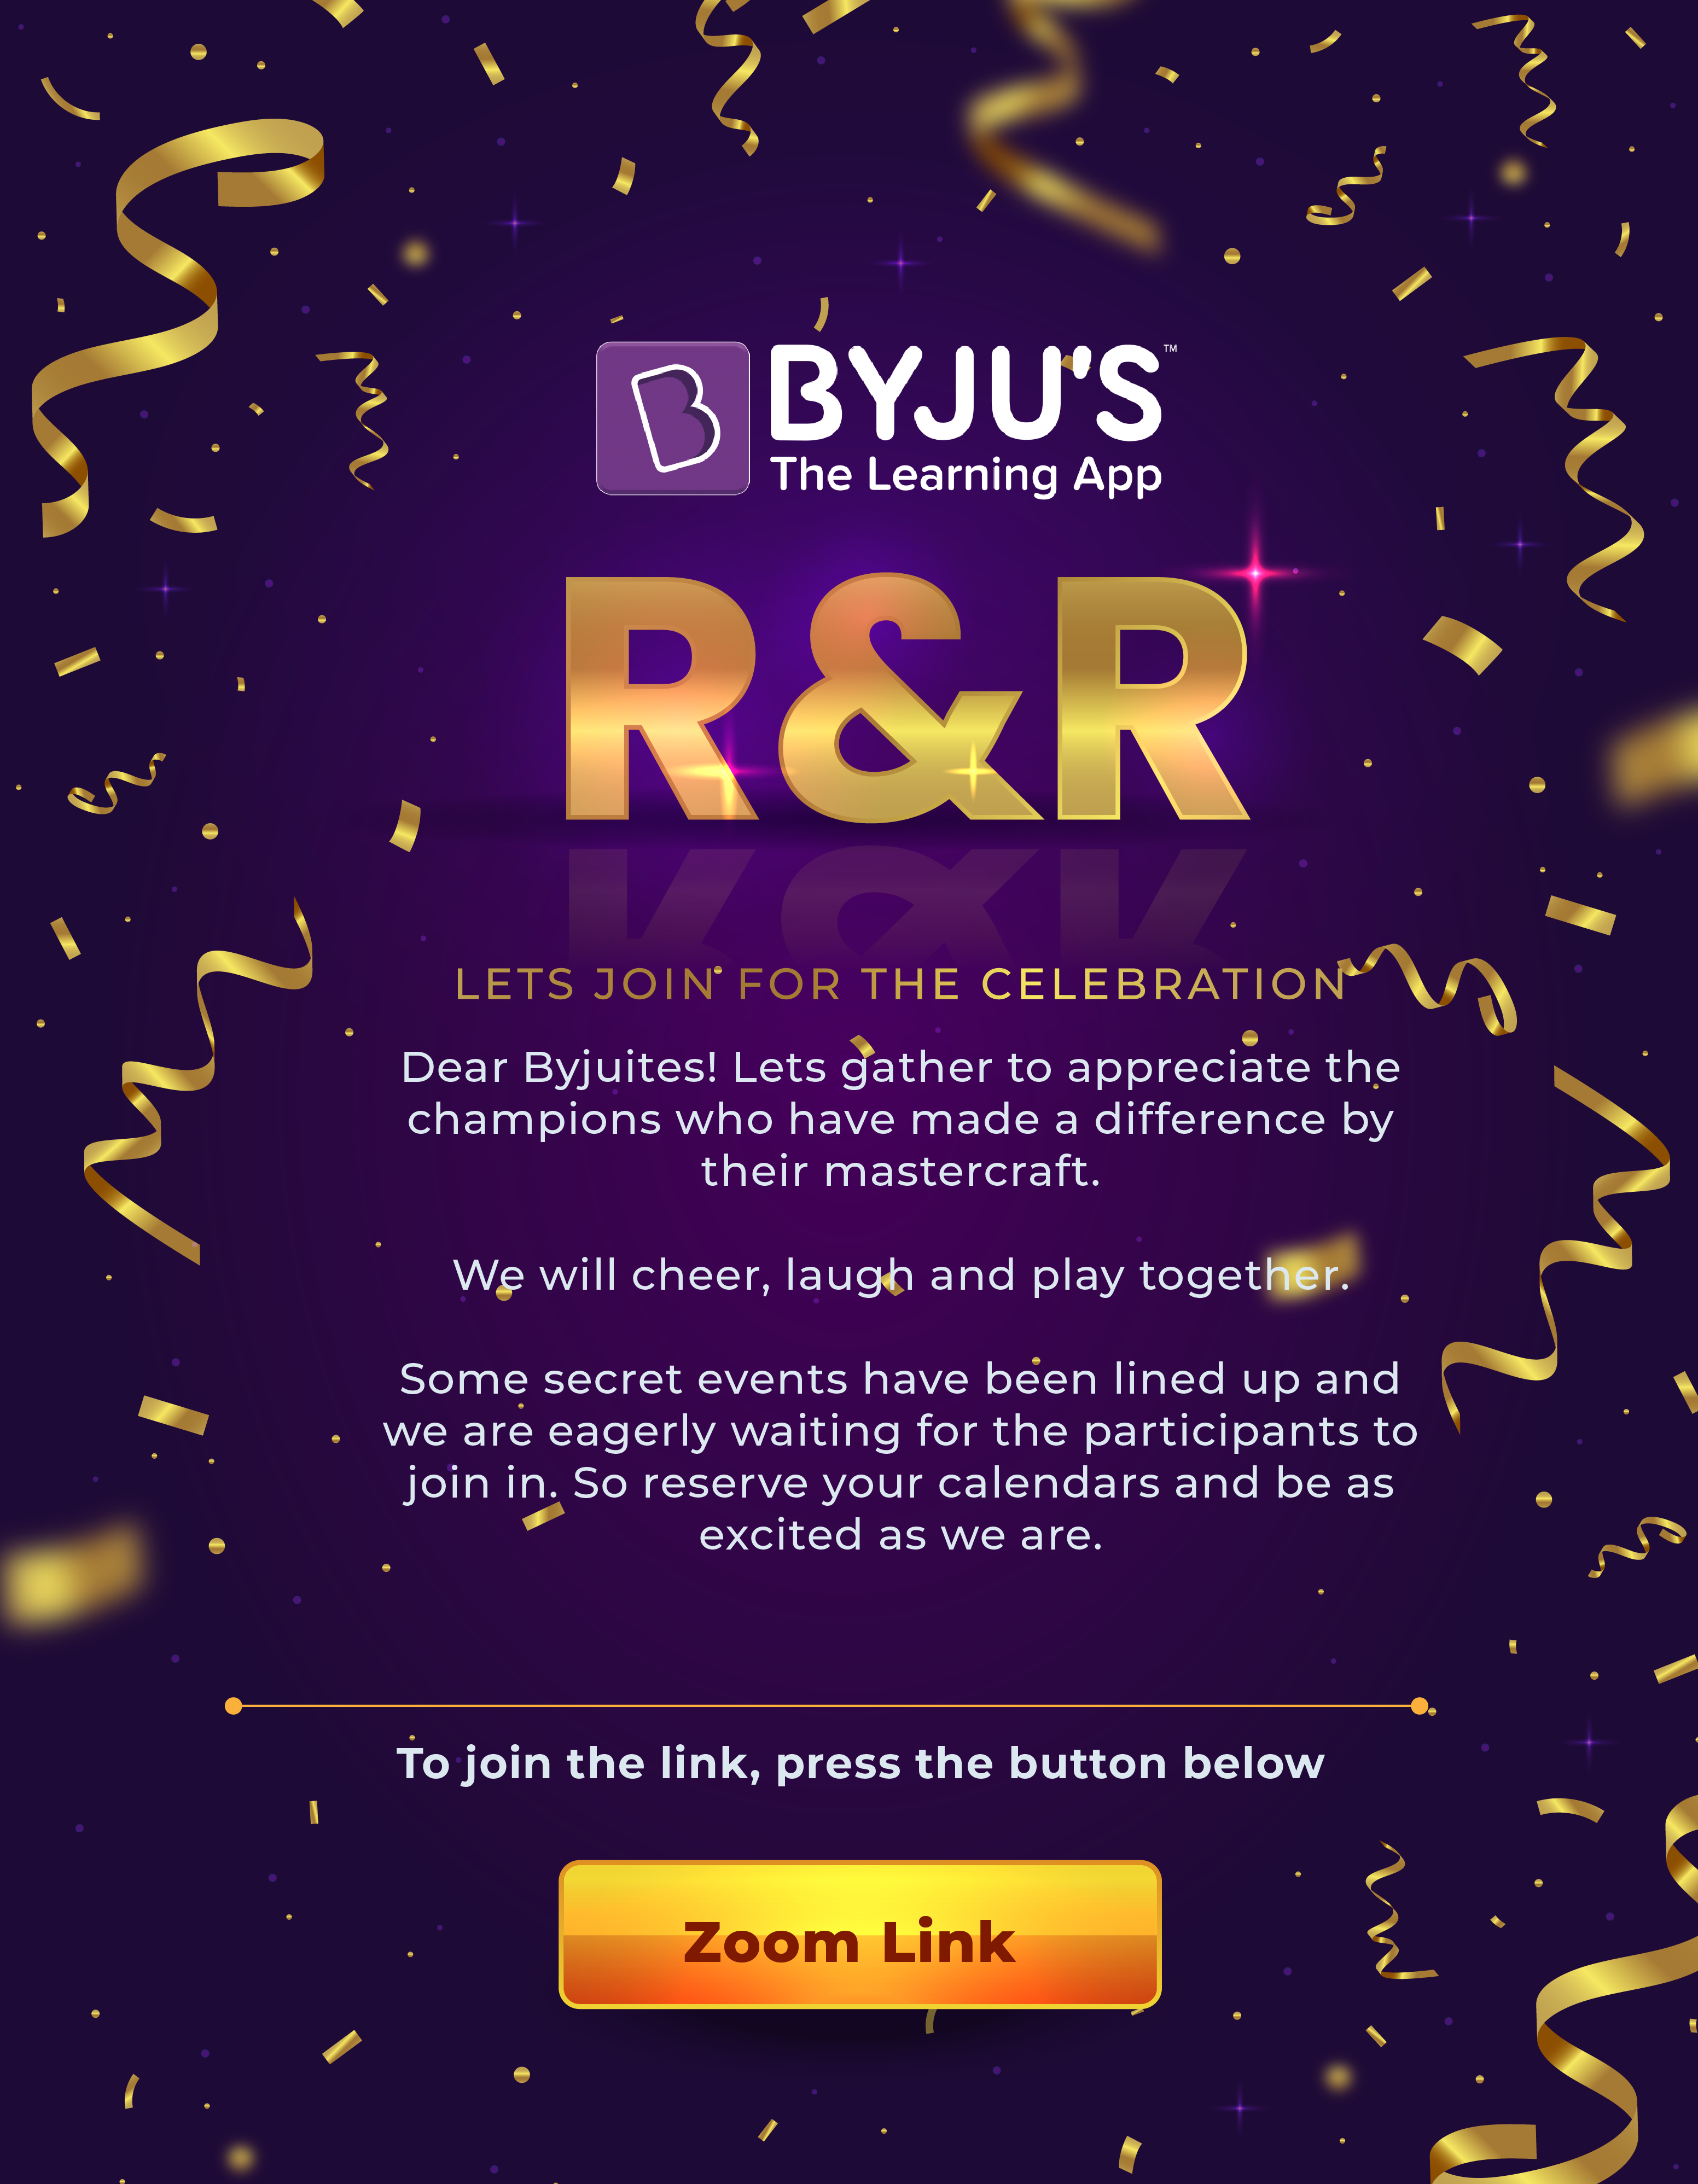 BYJU'S™
The Learning App
R&R
LETS JOIN FOR THE CELEBRATION
Dear Byjuites! Lets gather to appreciate the
champions who have made a difference by
their mastercraft.
We will cheer, laugh and play together.
Some secret events have been lined up and
we are eagerly waiting for the participants to
join in. So reserve your calendars and be as
excited as we are.
To join the link, press the button below
Zoom Link